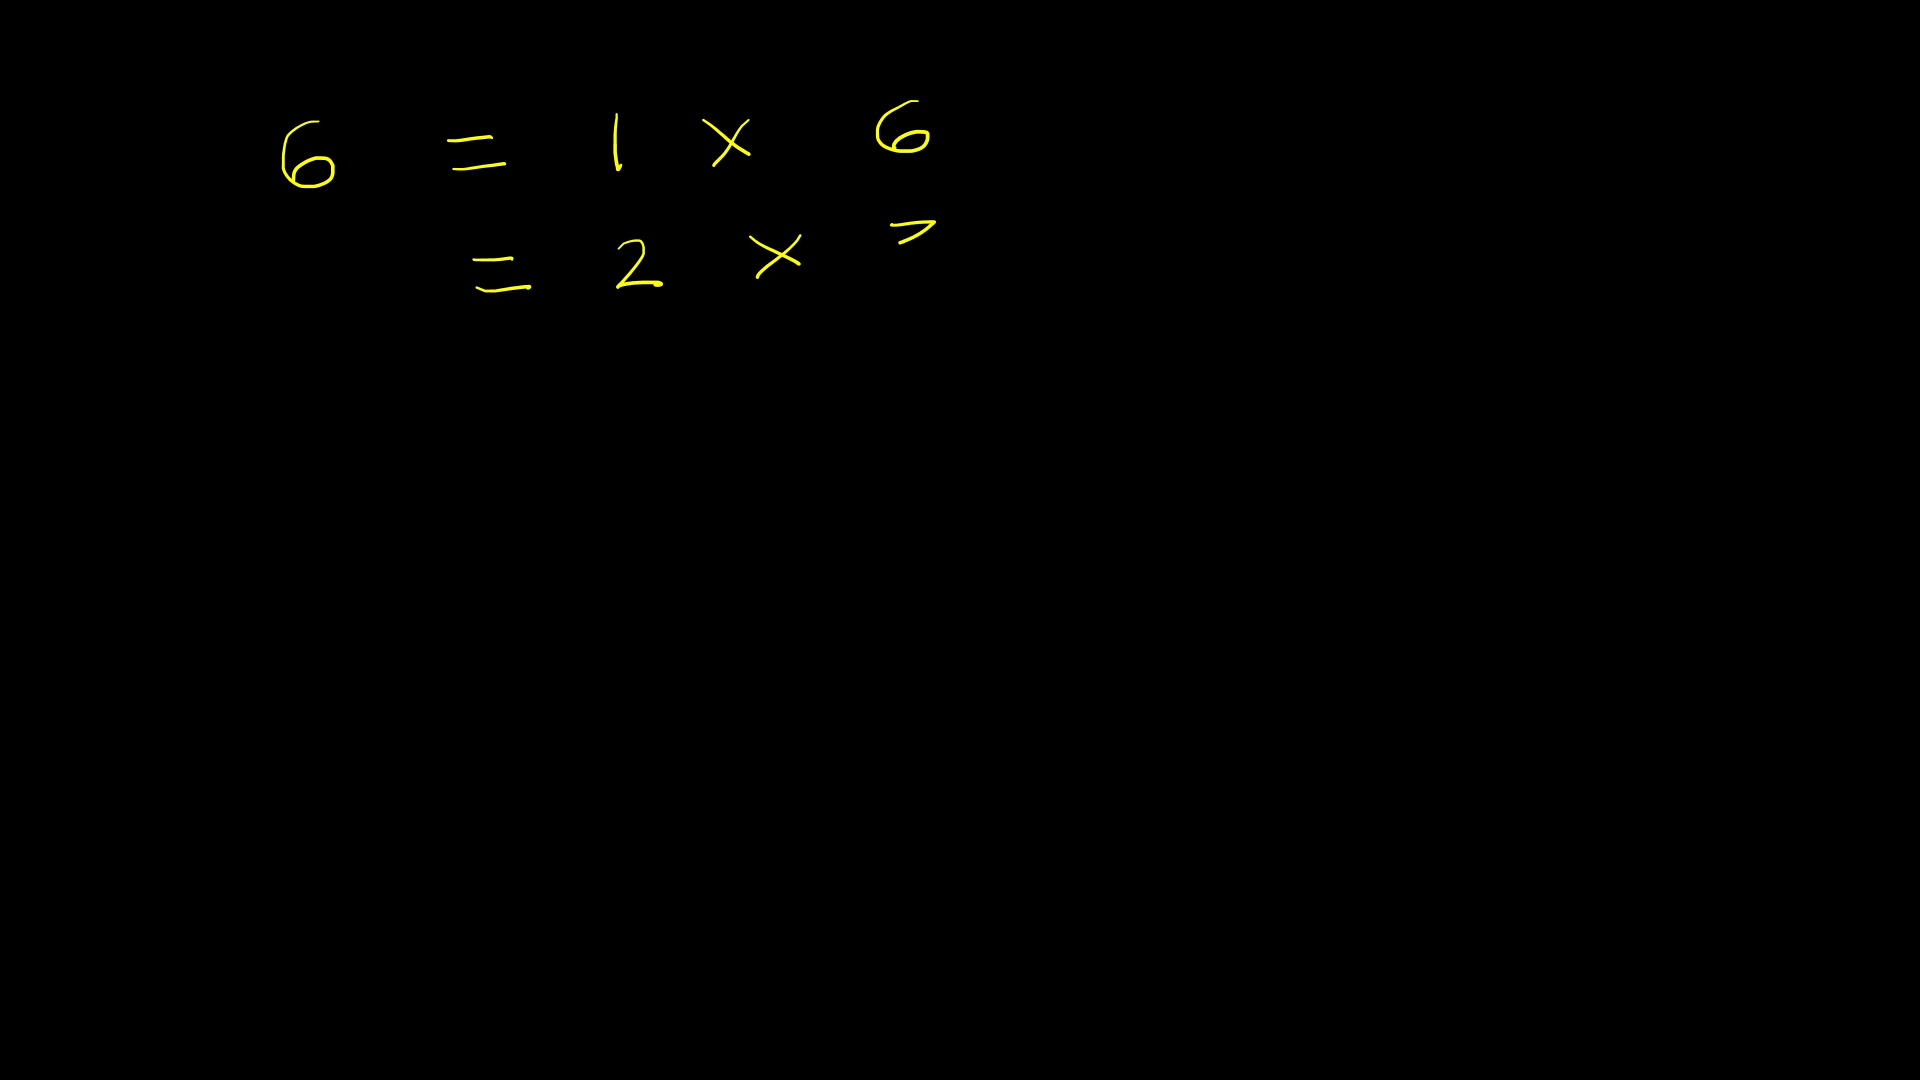 6 = 1 × 6
= 2 ×